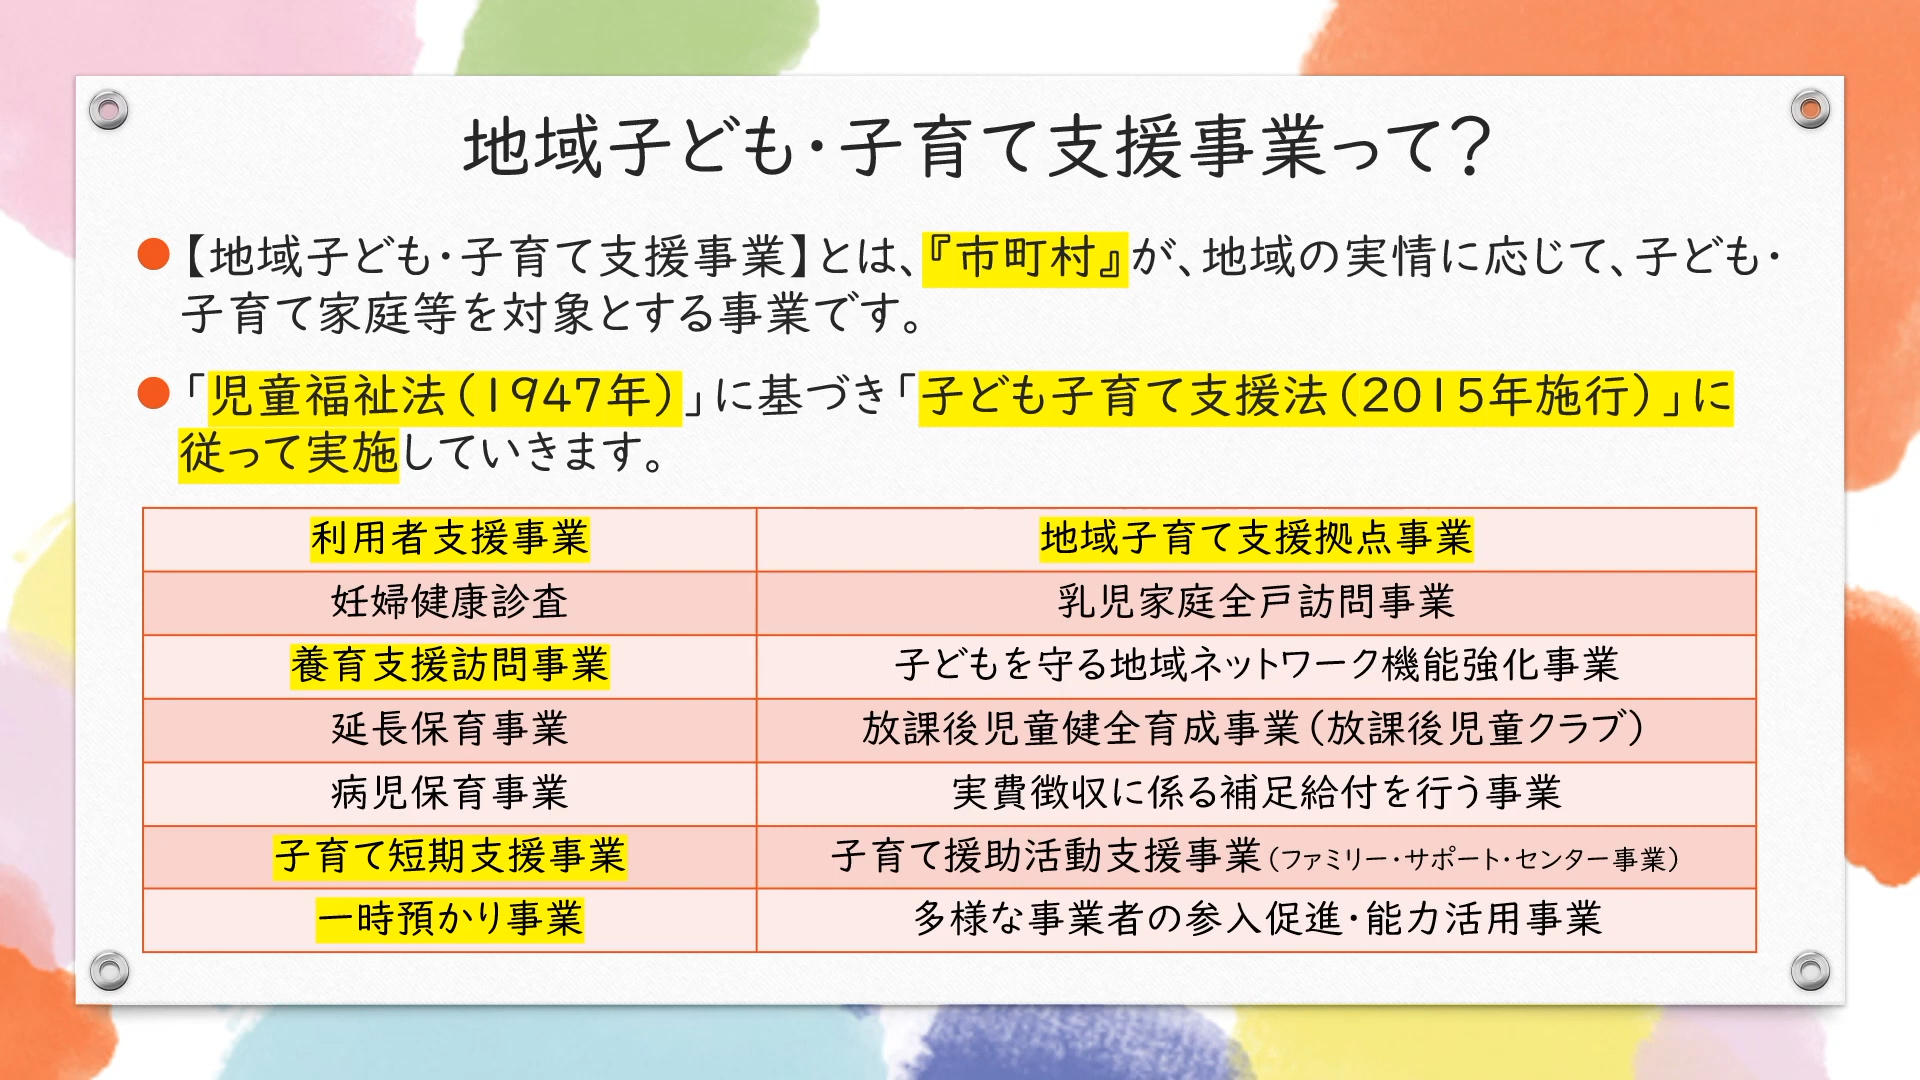 地域子ども・子育て支援事業って？
●【地域子ども・子育て支援事業】とは、『市町村』が、地域の実情に応じて、子ども・
子育て家庭等を対象とする事業です。
●「児童福祉法（1947年）」に基づき「子ども子育て支援法（2015年施行）」に
従って実施していきます。
利用者支援事業 地域子育て支援拠点事業
妊婦健康診査 乳児家庭全戸訪問事業
養育支援訪問事業 子どもを守る地域ネットワーク機能強化事業
延長保育事業 放課後児童健全育成事業（放課後児童クラブ）
病児保育事業 実費徴収に係る補足給付を行う事業
子育て短期支援事業 子育て援助活動支援事業（ファミリー・サポート・センター事業）
一時預かり事業 多様な事業者の参入促進・能力活用事業